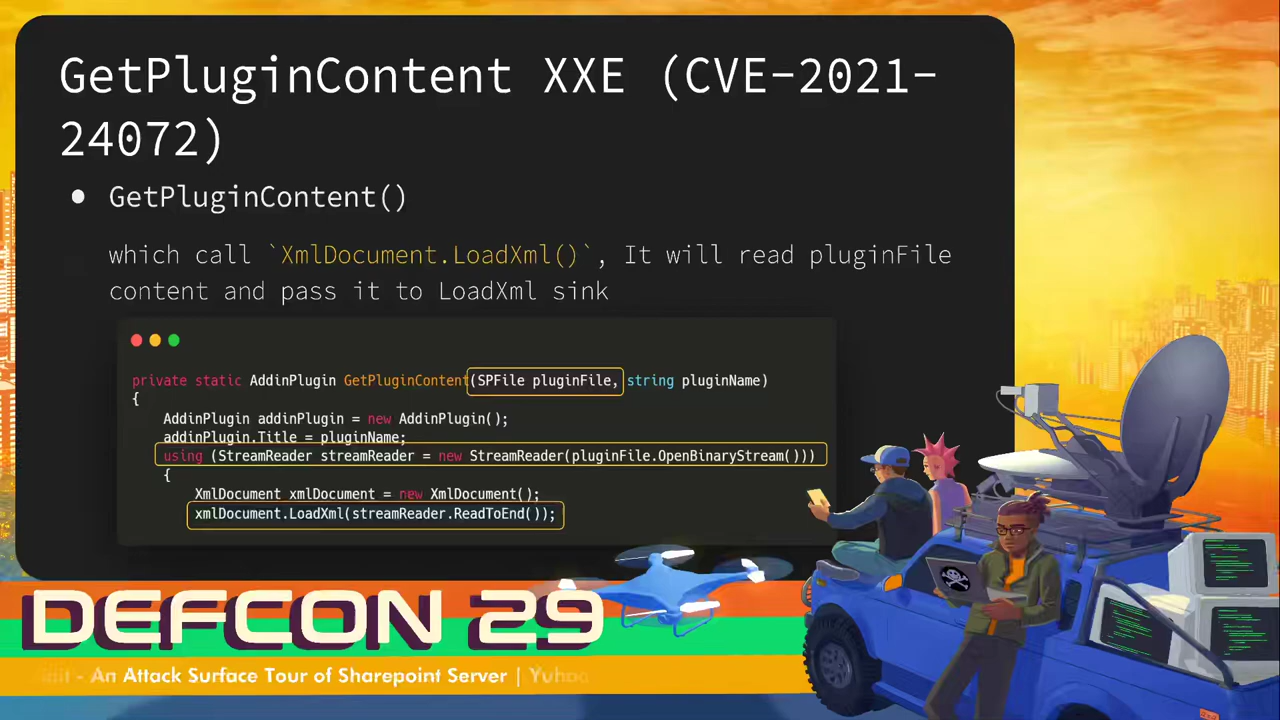 GetPluginContent XXE (CVE-2021-
24072)
● GetPluginContent()
which call `XmlDocument.LoadXml()`, It will read pluginFile
content and pass it to LoadXml sink
private static AddinPlugin GetPluginContent(SPFile pluginFile, string pluginName)
{
AddinPlugin addinPlugin = new AddinPlugin();
addinPlugin.Title = pluginName;
using (StreamReader streamReader = new StreamReader(pluginFile.OpenBinaryStream()))
{
XmlDocument xmlDocument = new XmlDocument();
xmlDocument.LoadXml(streamReader.ReadToEnd());
DEFCON 29
- An Attack Surface Tour of Sharepoint Server |